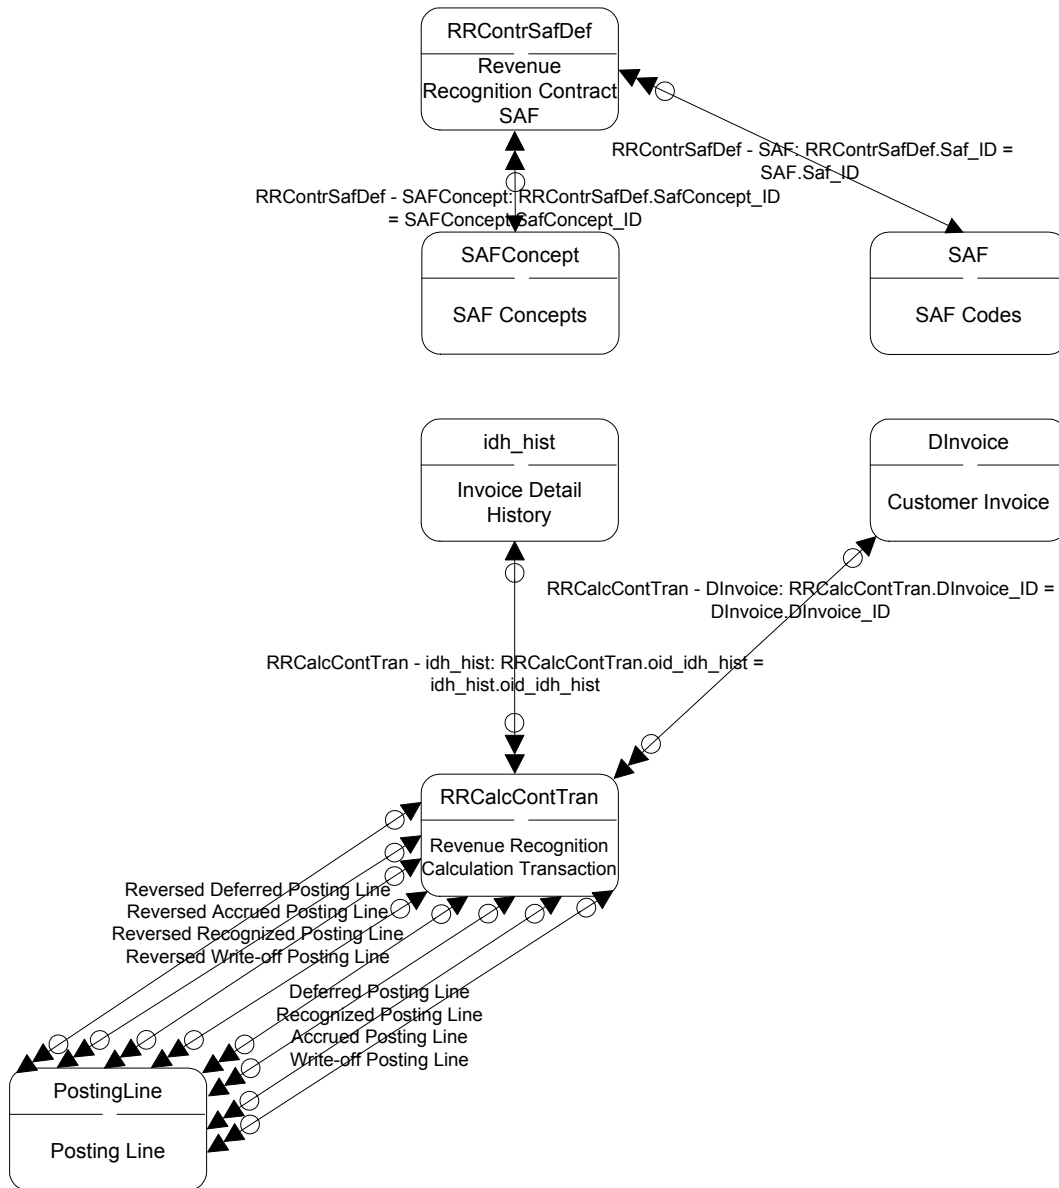 RRContrSafDef
Revenue
Recognition Contract
SAF
RRContrSafDef - SAF: RRContrSafDef.Saf_ID =
SAF.Saf_ID
RRContrSafDef - SAFConcept: RRContrSafDef.SafConcept_ID
= SAFConcept.SafConcept_ID
SAFConcept
SAF Concepts
SAF
SAF Codes
idh_hist
Invoice Detail
History
DInvoice
Customer Invoice
RRCalcContTran - DInvoice: RRCalcContTran.DInvoice_ID =
DInvoice.DInvoice_ID
RRCalcContTran - idh_hist: RRCalcContTran.oid_idh_hist =
idh_hist.oid_idh_hist
RRCalcContTran
Revenue Recognition
Calculation Transaction
Reversed Deferred Posting Line
Reversed Accrued Posting Line
Reversed Recognized Posting Line
Reversed Write-off Posting Line
Deferred Posting Line
Recognized Posting Line
Accrued Posting Line
Write-off Posting Line
PostingLine
Posting Line